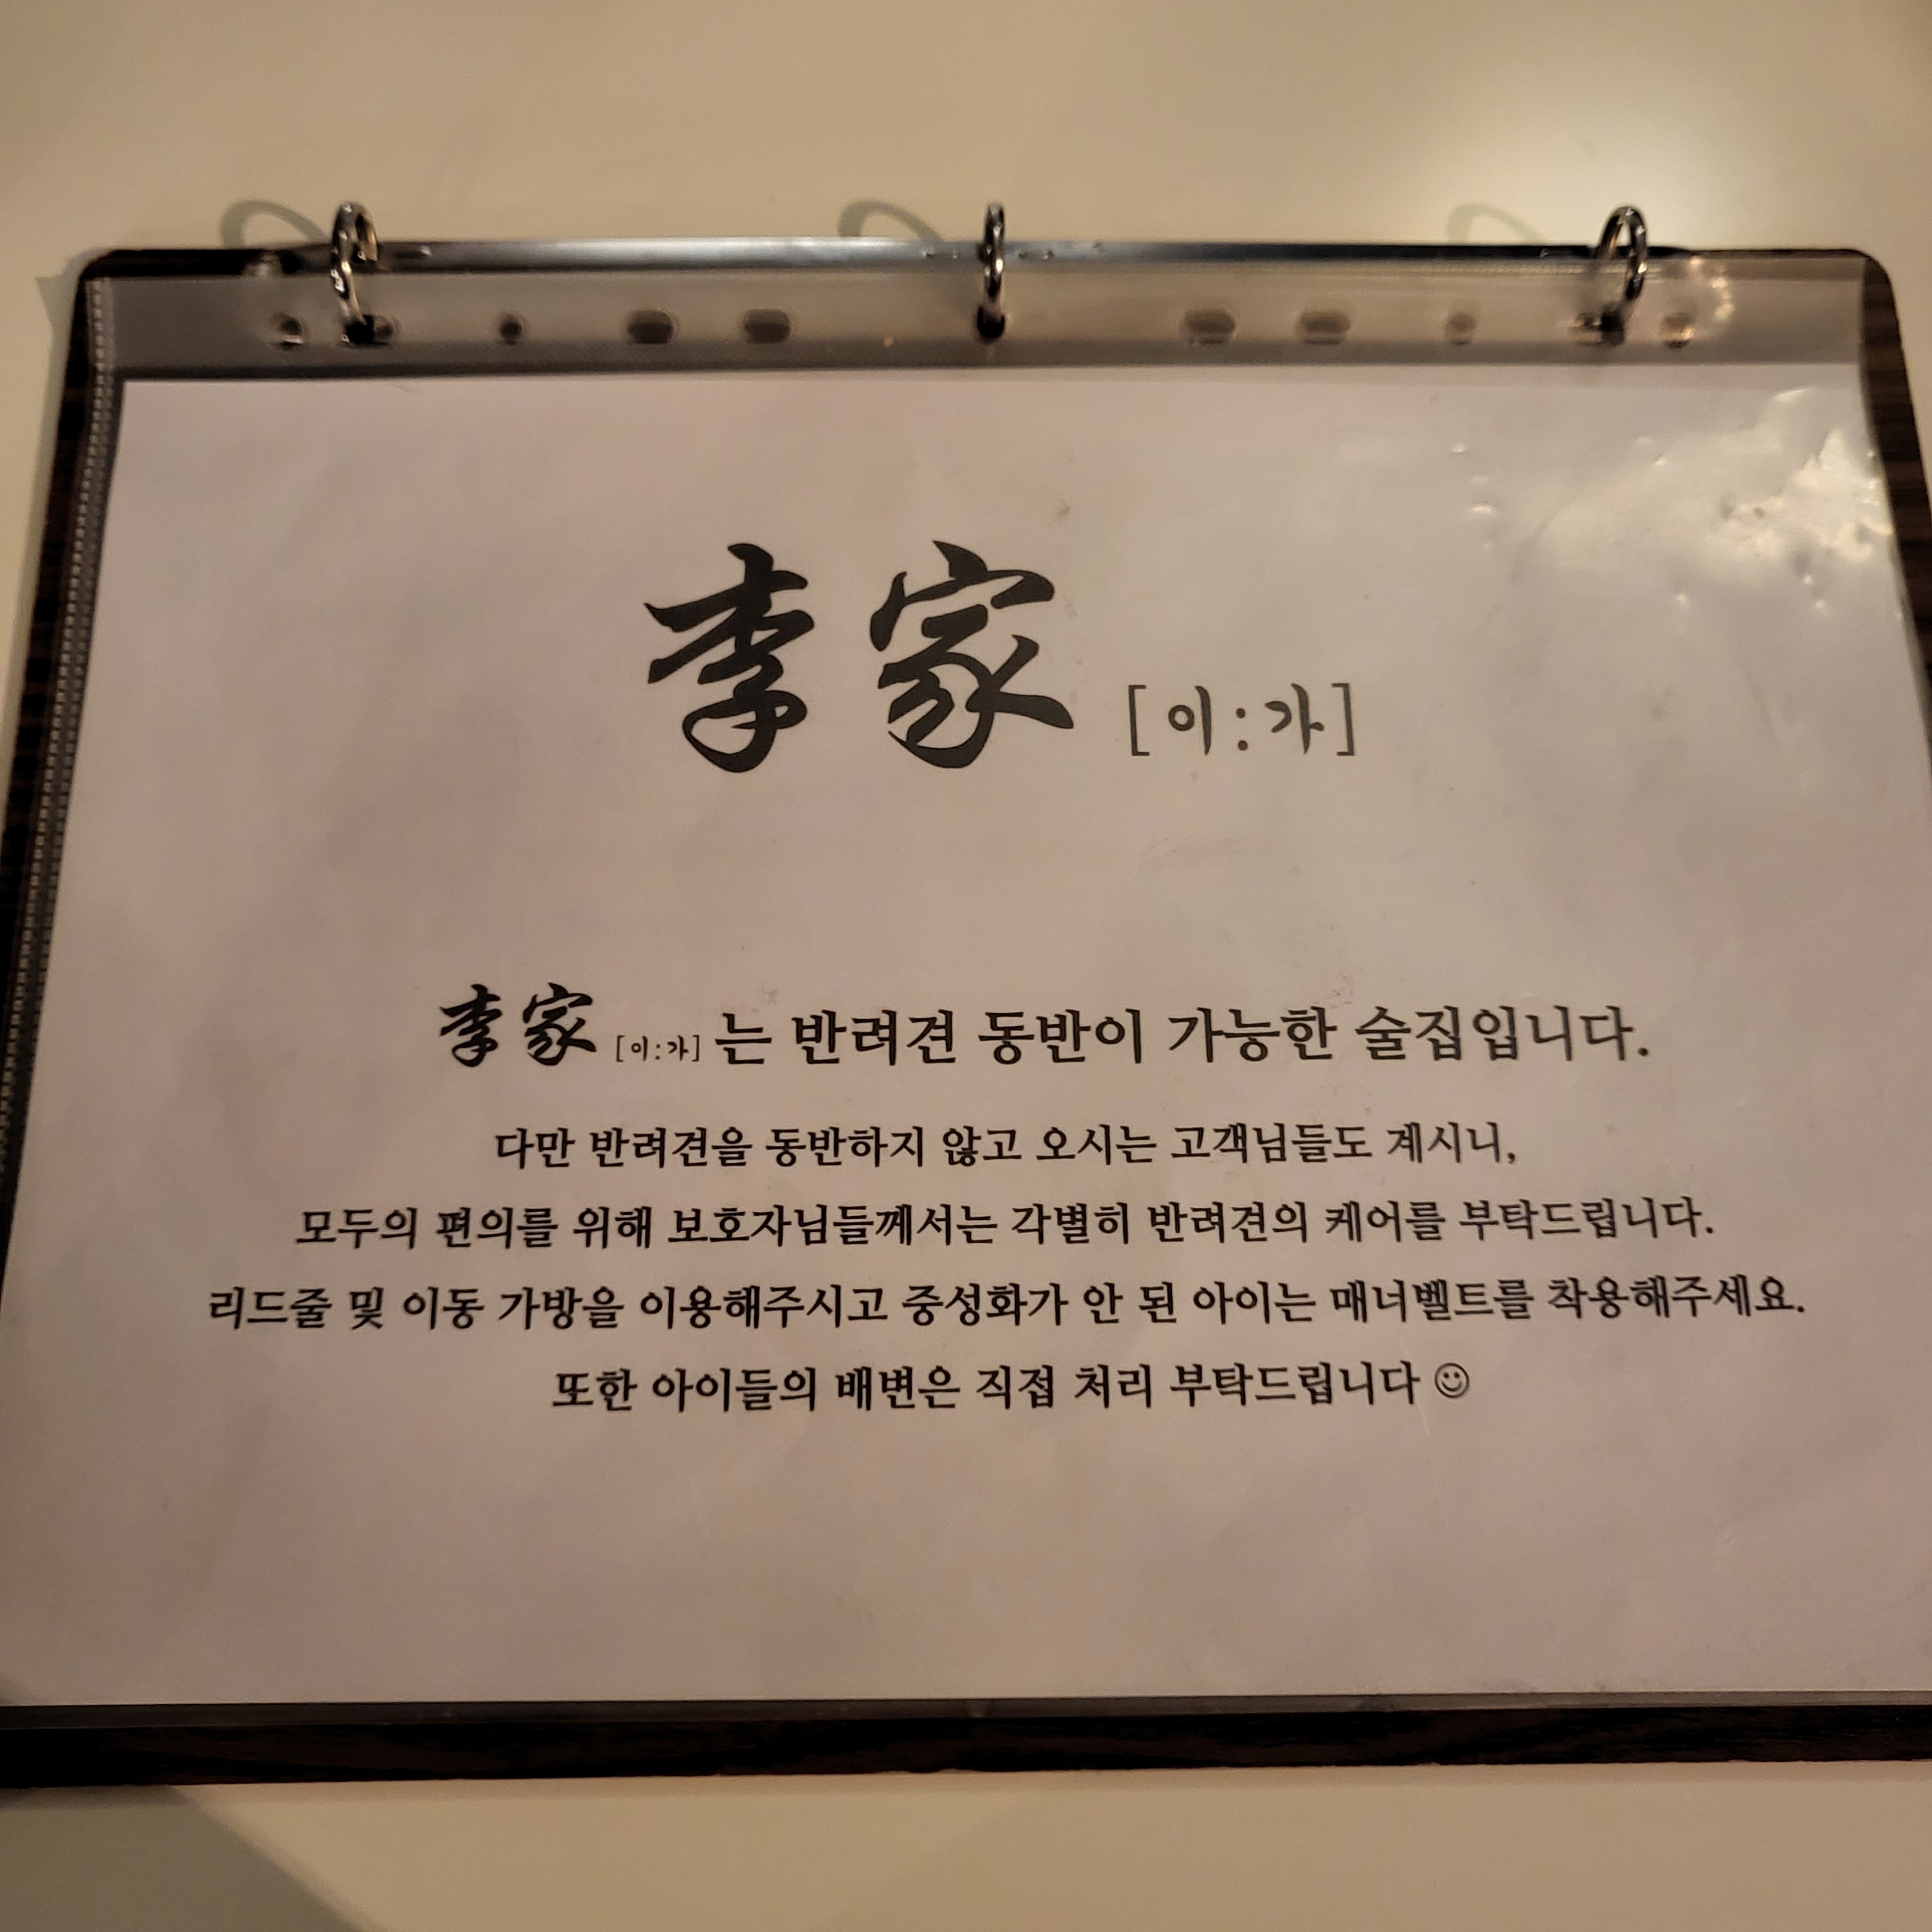 李家 [이:가]
李家 [이:가] 는 반려견 동반이 가능한 술집입니다.
다만 반려견을 동반하지 않고 오시는 고객님들도 계시니,
모두의 편의를 위해 보호자님들께서는 각별히 반려견의 케어를 부탁드립니다.
리드줄 및 이동 가방을 이용해주시고 중성화가 안 된 아이는 매너벨트를 착용해주세요.
또한 아이들의 배변은 직접 처리 부탁드립니다 ☺